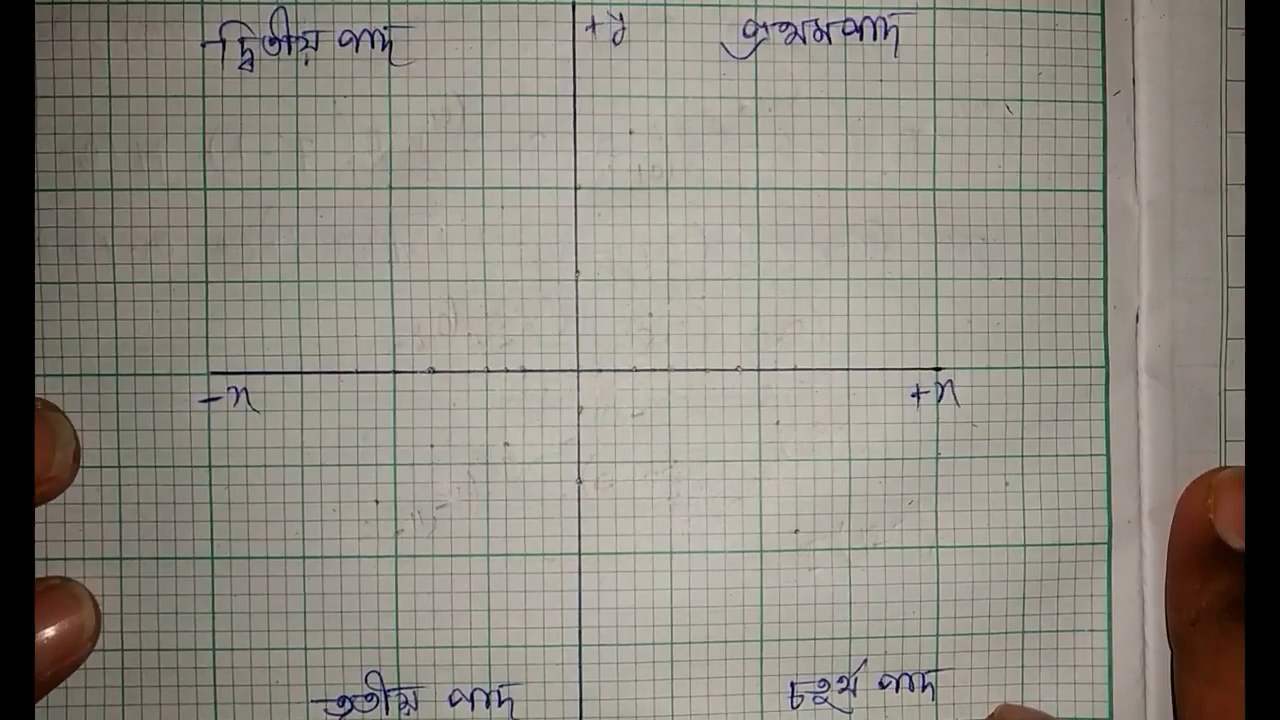 দ্বিতীয় পাদ +y প্রথম পাদ
-x +x
তৃতীয় পাদ চতুর্থ পাদ